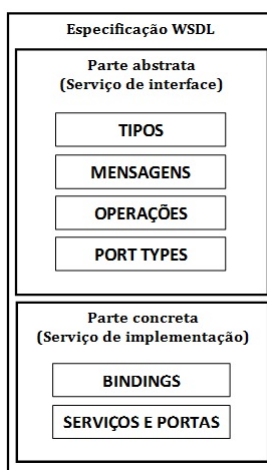 Especificação WSDL
Parte abstrata
(Serviço de interface)
TIPOS
MENSAGENS
OPERAÇÕES
PORT TYPES
Parte concreta
(Serviço de implementação)
BINDINGS
SERVIÇOS E PORTAS